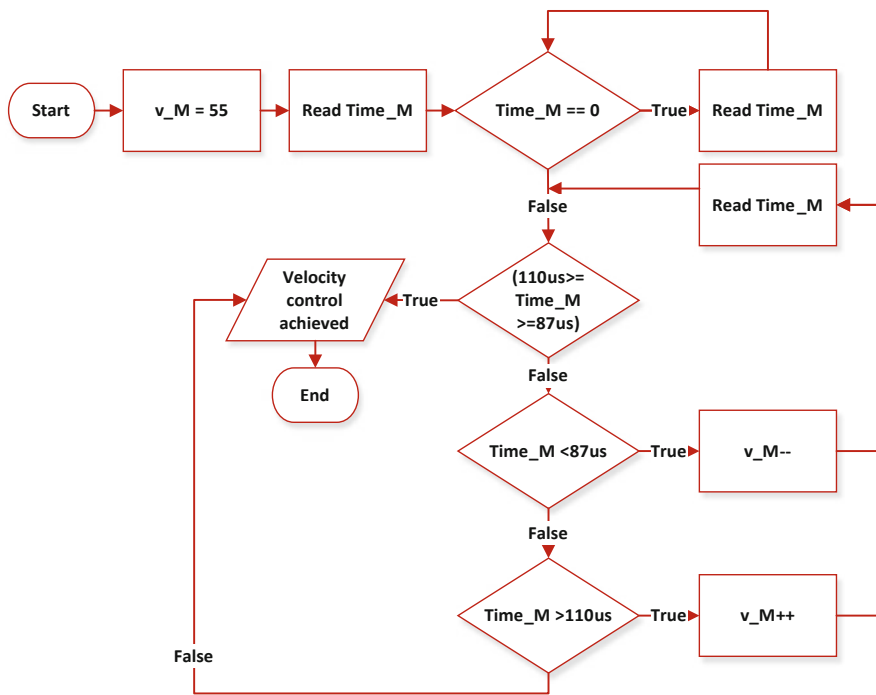 Start
v_M = 55
Read Time_M
Time_M == 0
True
Read Time_M
Read Time_M
False
(110us>=
Time_M
>=87us)
True
Velocity
control
achieved
End
False
Time_M <87us
True
v_M--
False
Time_M >110us
True
v_M++
False